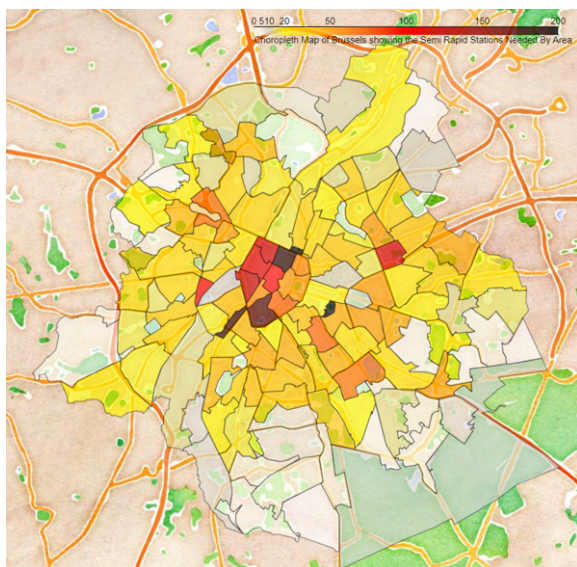 0 5 10 20 50 100 150 200
Choropleth Map of Brussels showing the Semi Rapid Stations Needed By Area